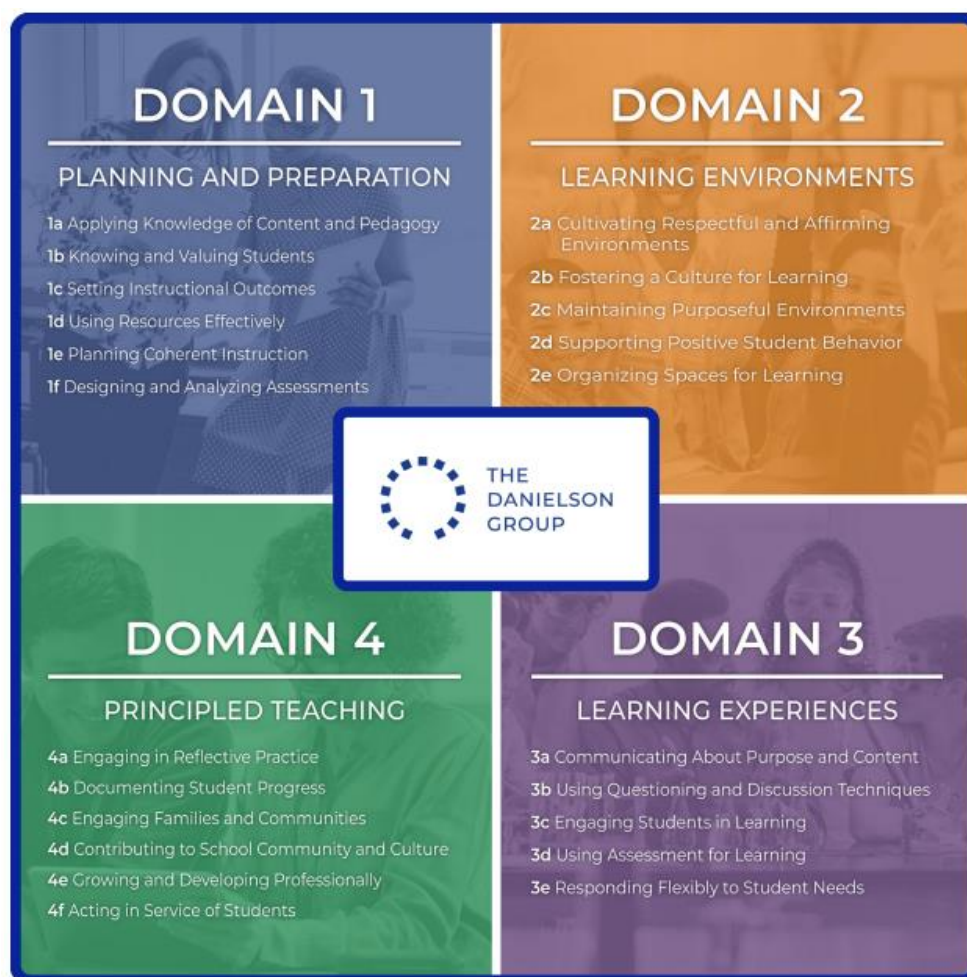 DOMAIN 1
PLANNING AND PREPARATION
1a Applying Knowledge of Content and Pedagogy
1b Knowing and Valuing Students
1c Setting Instructional Outcomes
1d Using Resources Effectively
1e Planning Coherent Instruction
1f Designing and Analyzing Assessments
DOMAIN 2
LEARNING ENVIRONMENTS
2a Cultivating Respectful and Affirming
Environments
2b Fostering a Culture for Learning
2c Maintaining Purposeful Environments
2d Supporting Positive Student Behavior
2e Organizing Spaces for Learning
THE
DANIELSON
GROUP
DOMAIN 4
PRINCIPLED TEACHING
4a Engaging in Reflective Practice
4b Documenting Student Progress
4c Engaging Families and Communities
4d Contributing to School Community and Culture
4e Growing and Developing Professionally
4f Acting in Service of Students
DOMAIN 3
LEARNING EXPERIENCES
3a Communicating About Purpose and Content
3b Using Questioning and Discussion Techniques
3c Engaging Students in Learning
3d Using Assessment for Learning
3e Responding Flexibly to Student Needs